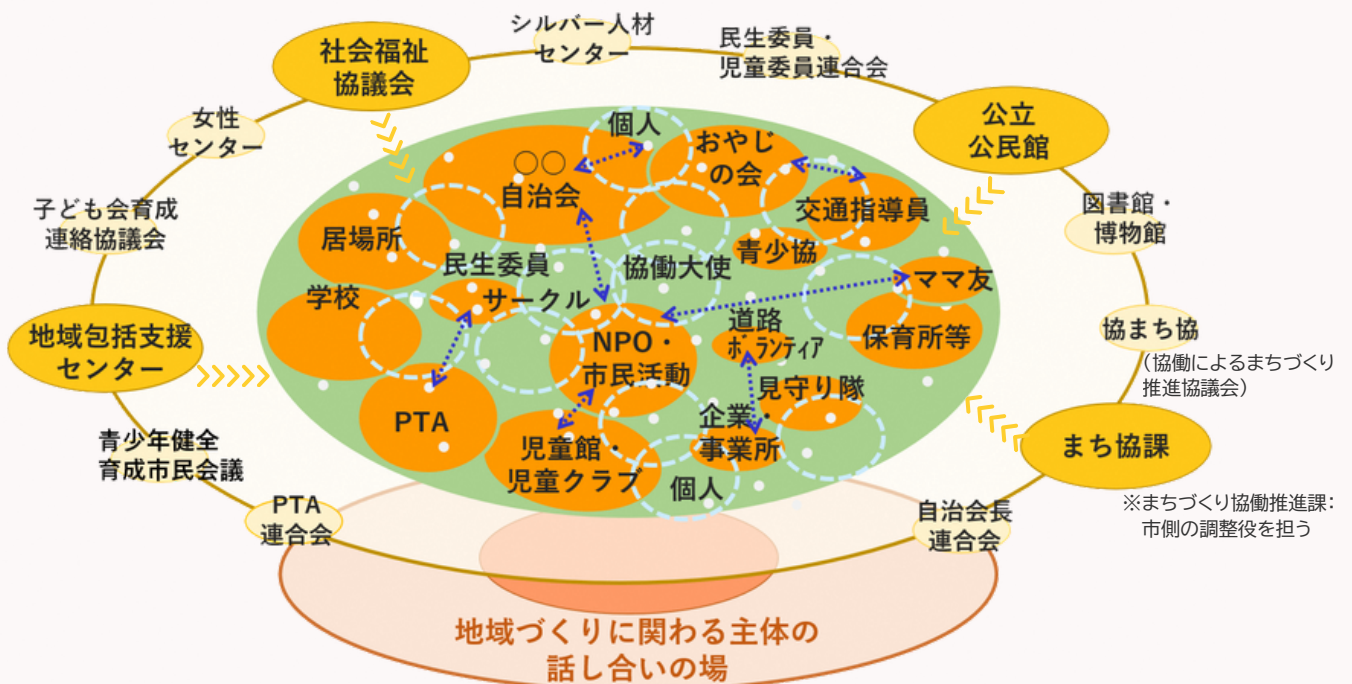 シルバー人材
センター
民生委員・
児童委員連合会
社会福祉
協議会
公立
公民館
女性
センター
子ども会育成
連絡協議会
図書館・
博物館
地域包括支援
センター
協まち協
(協働によるまちづくり
推進協議会)
青少年健全
育成市民会議
まち協課
※まちづくり協働推進課:
市側の調整役を担う
PTA
連合会
自治会長
連合会
個人
○○
自治会
おやじ
の会
交通指導員
居場所
青少協
民生委員
協働大使
学校
サークル
ママ友
NPO・
市民活動
道路
ボランティア
保育所等
PTA
見守り隊
企業・
事業所
児童館・
児童クラブ
個人
地域づくりに関わる主体の
話し合いの場